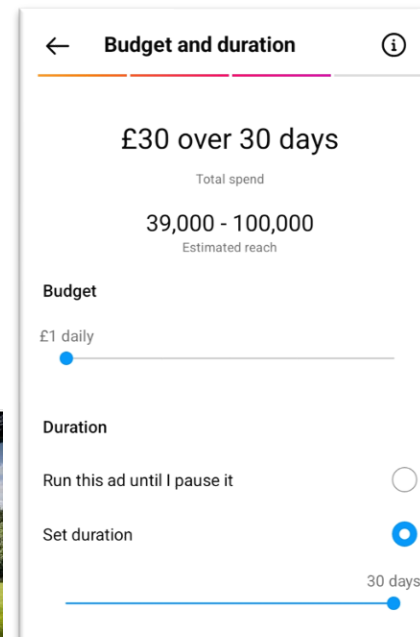 Budget and duration
£30 over 30 days
Total spend
39,000 - 100,000
Estimated reach
Budget
£1 daily
Duration
Run this ad until I pause it
Set duration
30 days